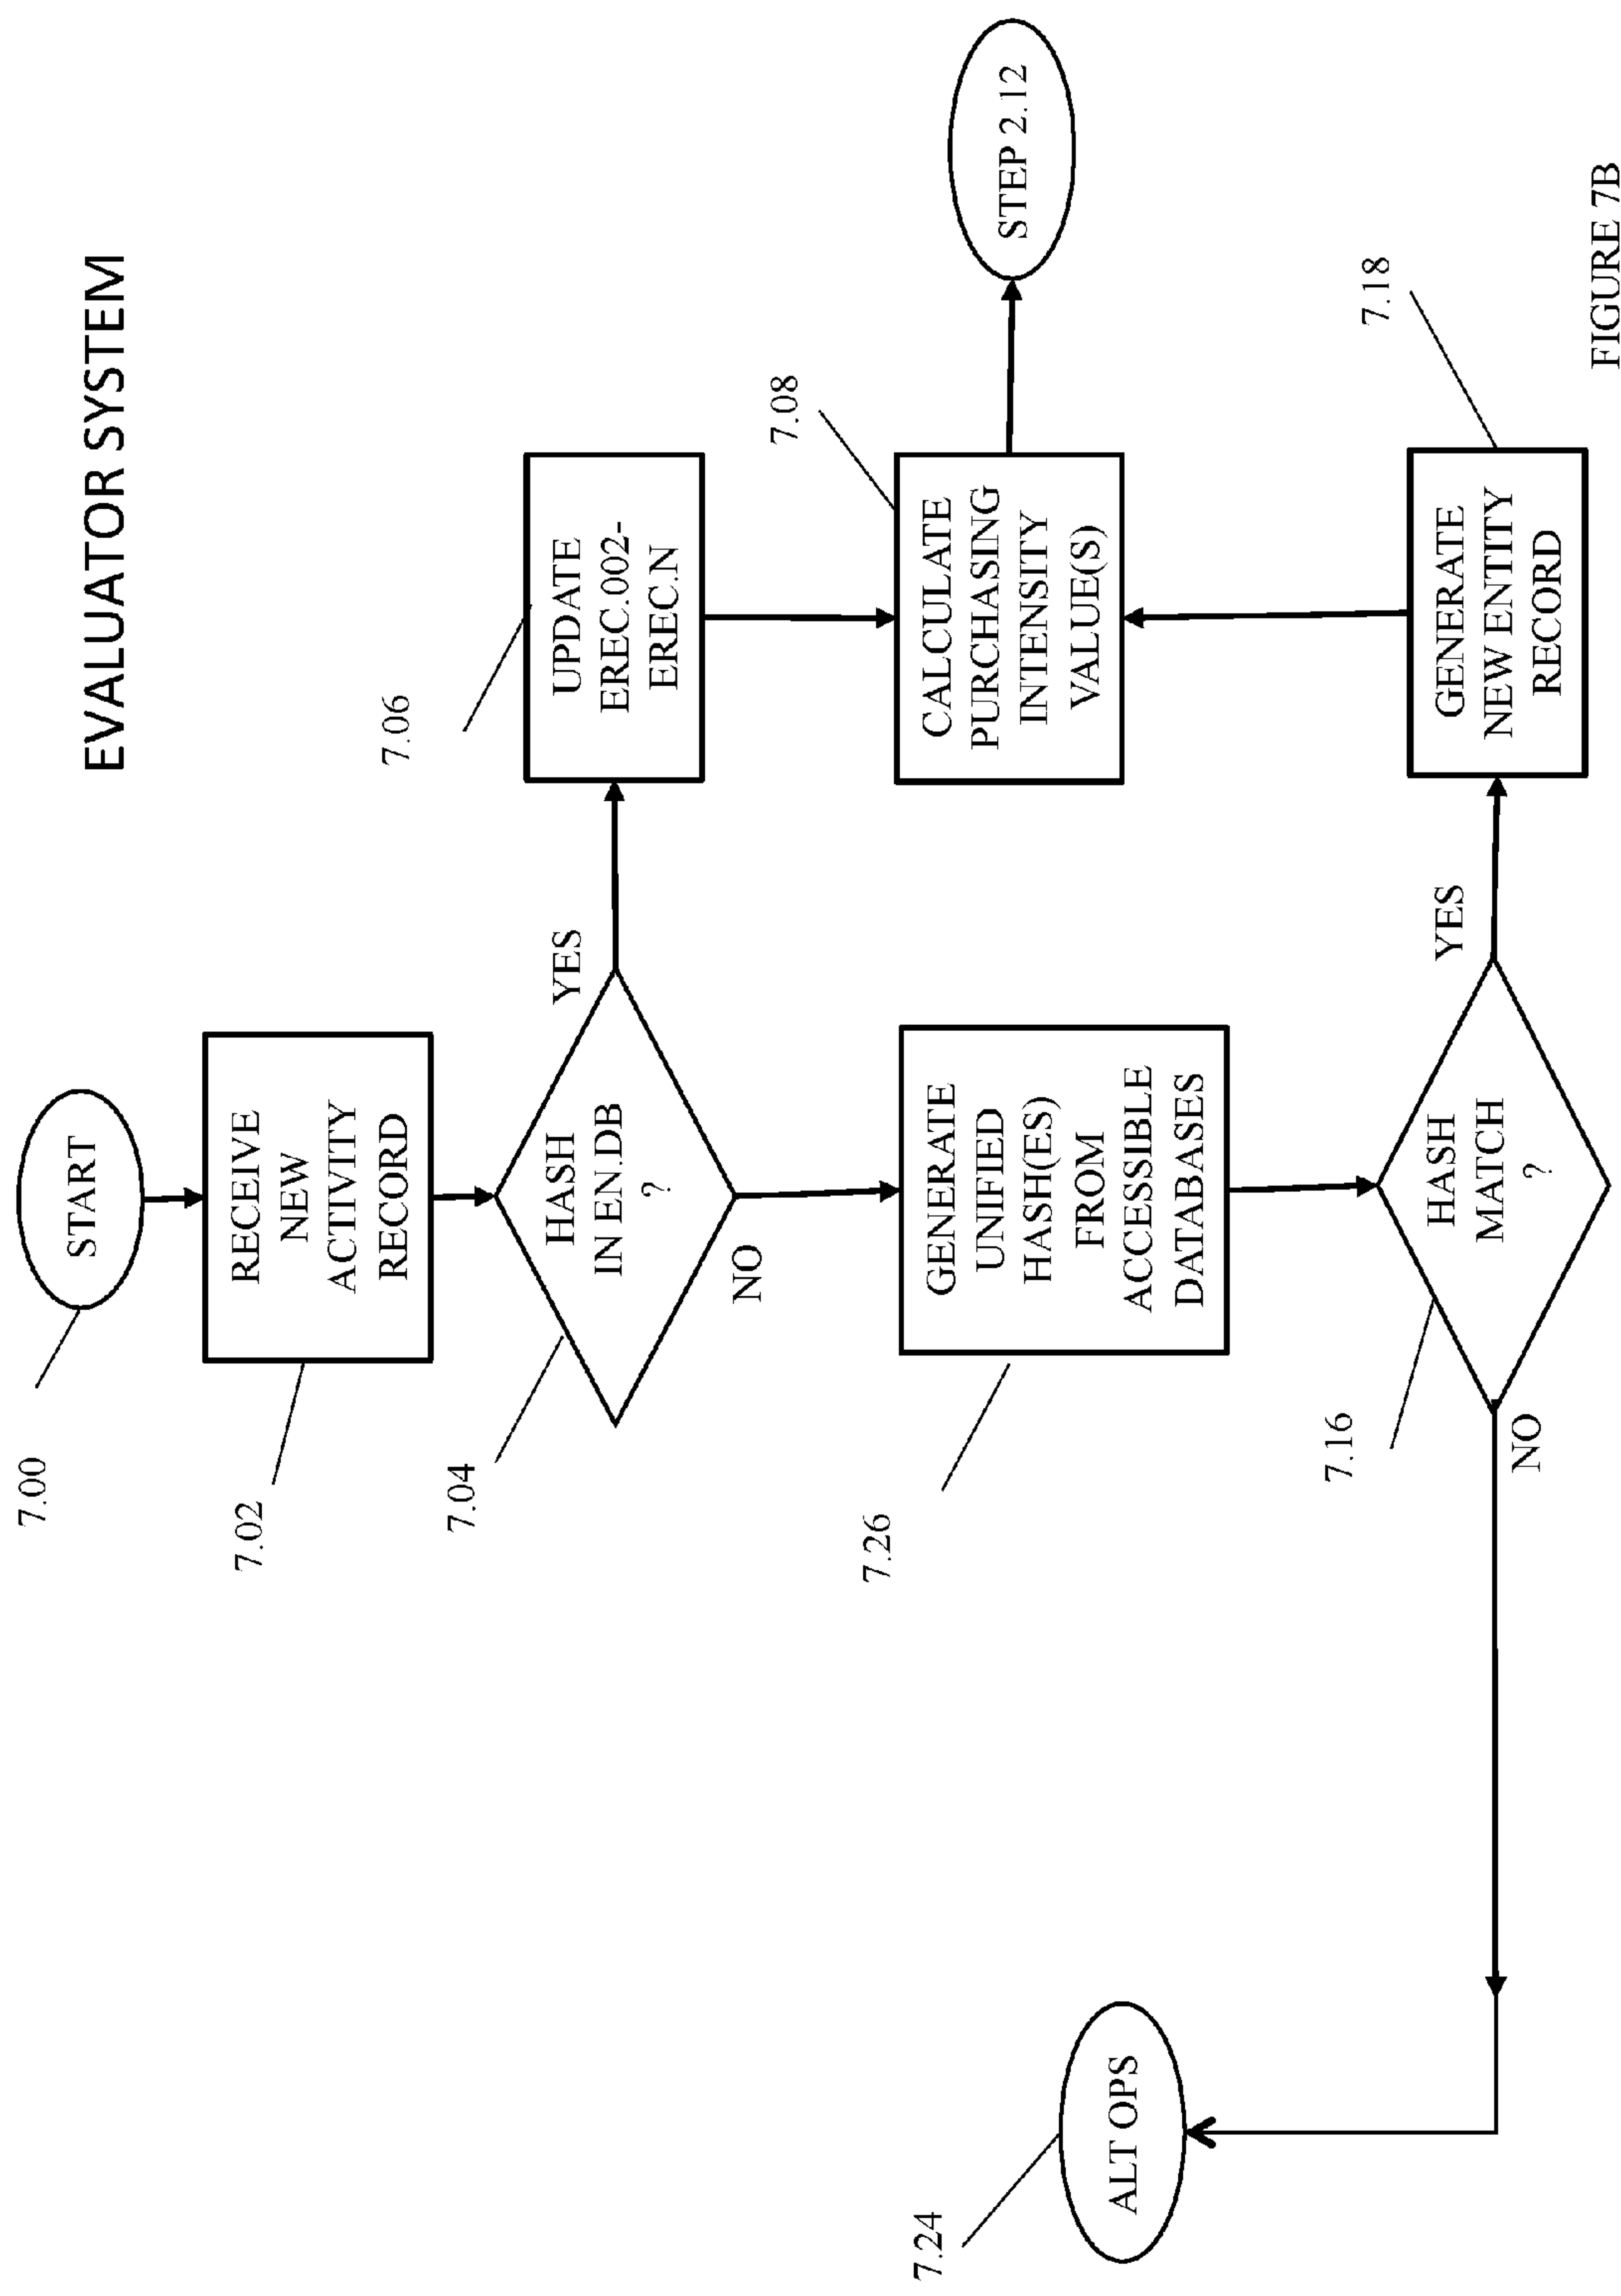 EVALUATOR SYSTEM
7.00
START
7.02
RECEIVE
NEW
ACTIVITY
RECORD
7.04
HASH
IN EN.DB
?
YES
NO
7.06
UPDATE
EREC.002-
EREC.N
7.08
CALCULATE
PURCHASING
INTENSITY
VALUE(S)
STEP 2.12
7.26
GENERATE
UNIFIED
HASH(ES)
FROM
ACCESSIBLE
DATABASES
7.16
HASH
MATCH
?
YES
NO
7.18
GENERATE
NEW ENTITY
RECORD
7.24
ALT OPS
FIGURE 7B